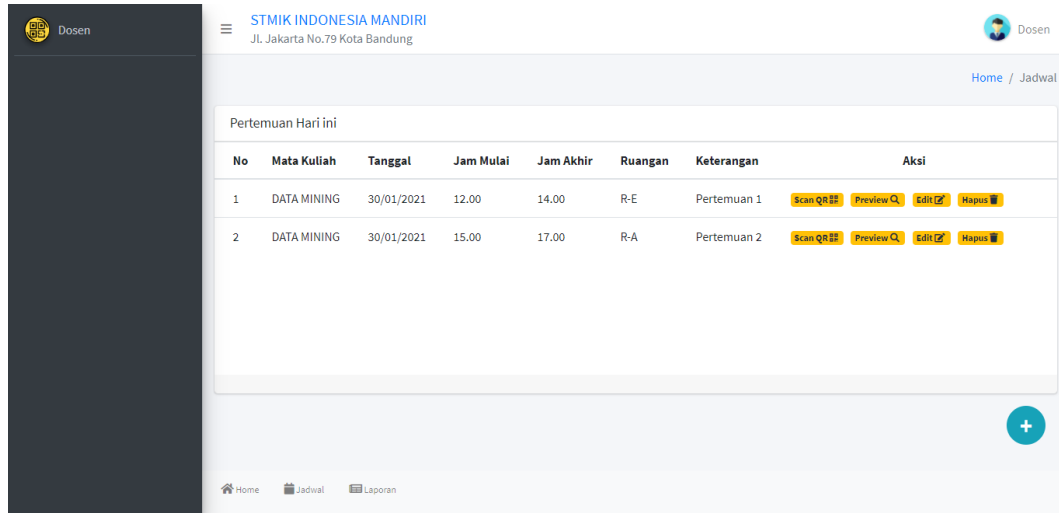 Dosen
STMIK INDONESIA MANDIRI
Jl. Jakarta No.79 Kota Bandung
Dosen
Home / Jadwal
Pertemuan Hari ini
No Mata Kuliah Tanggal Jam Mulai Jam Akhir Ruangan Keterangan Aksi
1 DATA MINING 30/01/2021 12.00 14.00 R-E Pertemuan 1 Scan QR Preview Edit Hapus
2 DATA MINING 30/01/2021 15.00 17.00 R-A Pertemuan 2 Scan QR Preview Edit Hapus
Home Jadwal Laporan